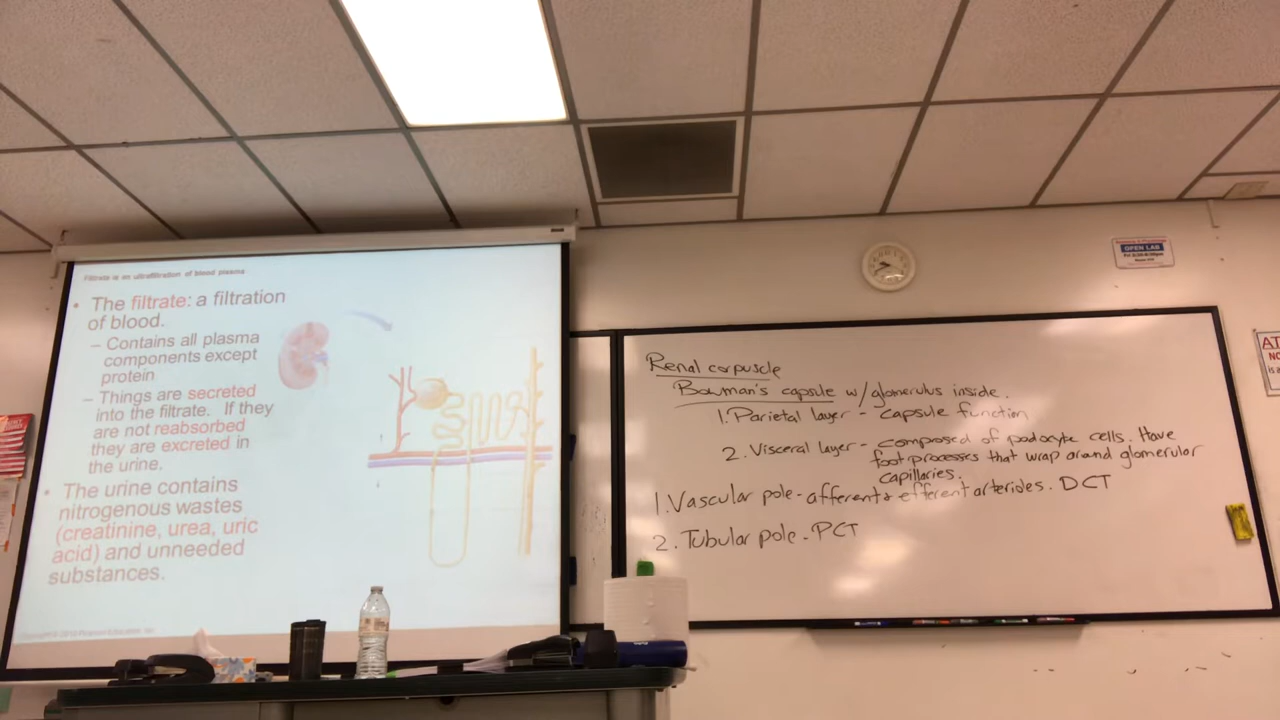 Filtrate is an ultrafiltration of blood plasma
• The filtrate: a filtration
of blood.
– Contains all plasma
components except
protein
– Things are secreted
into the filtrate. If they
are not reabsorbed
they are excreted in
the urine.
• The urine contains
nitrogenous wastes
(creatinine, urea, uric
acid) and unneeded
substances.
Renal corpuscle
Bowman's capsule w/glomerulus inside.
1. Parietal layer - capsule function
2. Visceral layer - composed of podocyte cells. Have
foot processes that wrap around glomerular
capillaries.
1. Vascular pole - afferent & efferent arterioles. DCT
2. Tubular pole - PCT
OPEN LAB